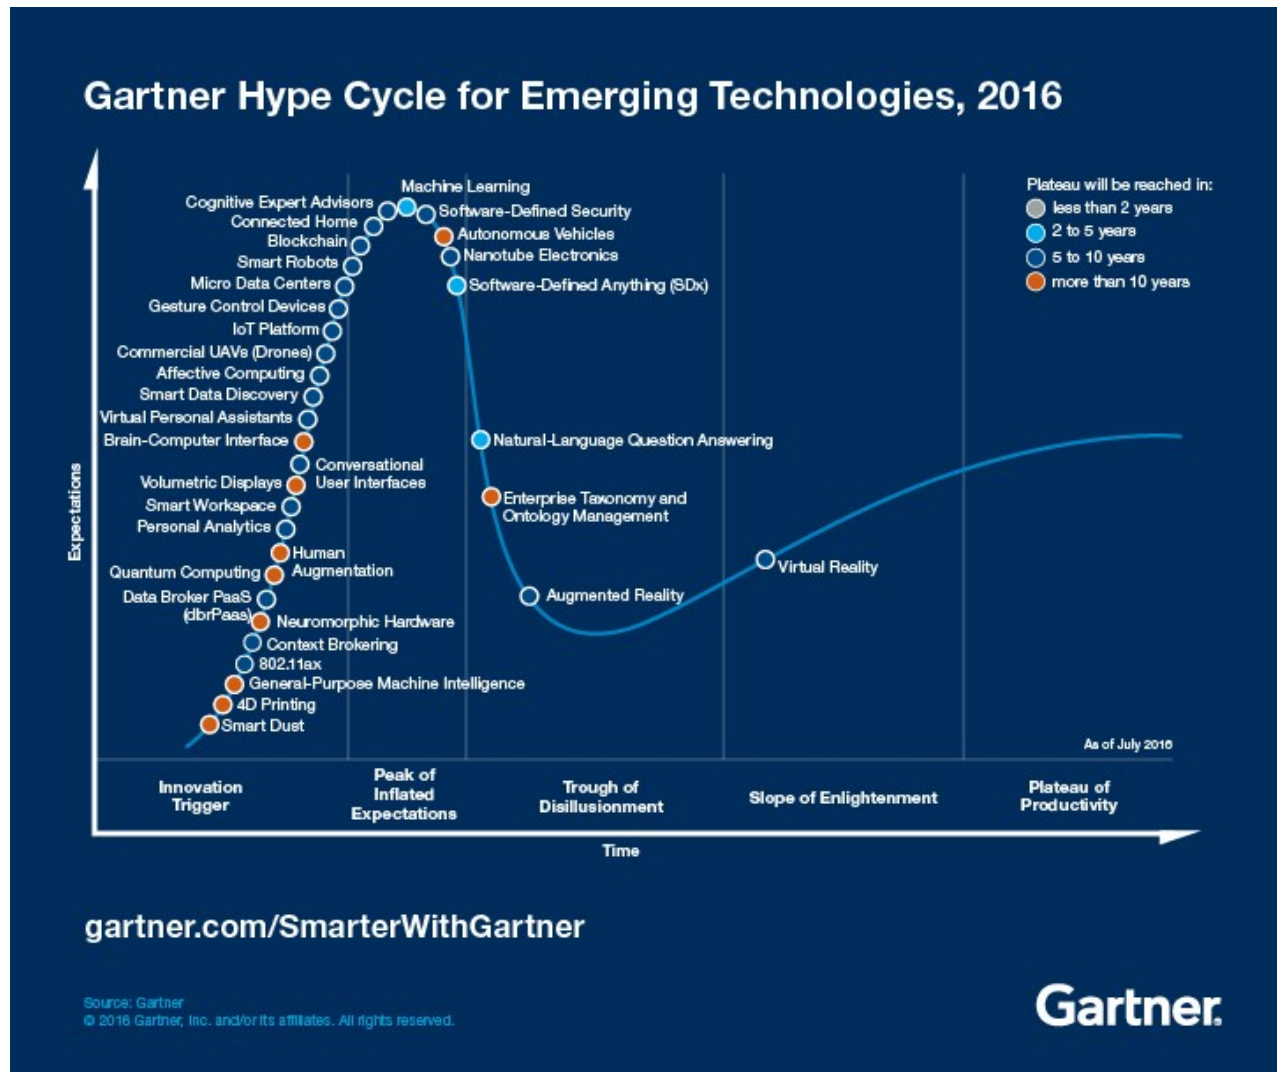 Gartner Hype Cycle for Emerging Technologies, 2016
Plateau will be reached in:
less than 2 years
2 to 5 years
5 to 10 years
more than 10 years
Machine Learning
Cognitive Expert Advisors
Software-Defined Security
Connected Home
Autonomous Vehicles
Blockchain
Nanotube Electronics
Smart Robots
Micro Data Centers
Software-Defined Anything (SDx)
Gesture Control Devices
IoT Platform
Commercial UAVs (Drones)
Affective Computing
Smart Data Discovery
Virtual Personal Assistants
Brain-Computer Interface
Natural-Language Question Answering
Conversational
User Interfaces
Volumetric Displays
Enterprise Taxonomy and
Ontology Management
Smart Workspace
Personal Analytics
Human
Augmentation
Virtual Reality
Quantum Computing
Data Broker PaaS
(dbrPaas)
Augmented Reality
Neuromorphic Hardware
Context Brokering
802.11ax
General-Purpose Machine Intelligence
4D Printing
Smart Dust
Expectations
As of July 2016
Innovation
Trigger
Peak of
Inflated
Expectations
Trough of
Disillusionment
Slope of Enlightenment
Plateau of
Productivity
Time
gartner.com/SmarterWithGartner
Source: Gartner
© 2016 Gartner, Inc. and/or its affiliates. All rights reserved.
Gartner.